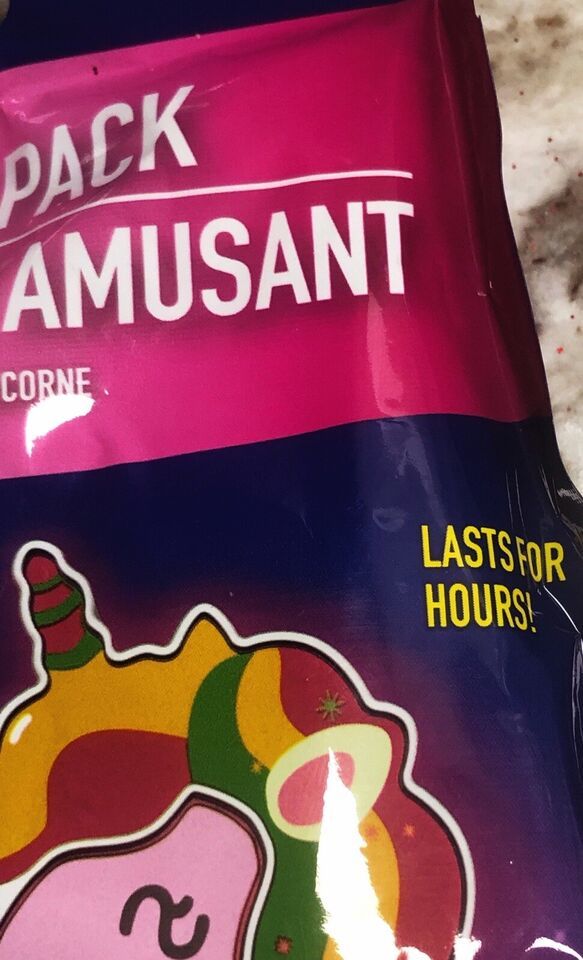 PACK
AMUSANT
CORNE
LASTS FOR
HOURS!